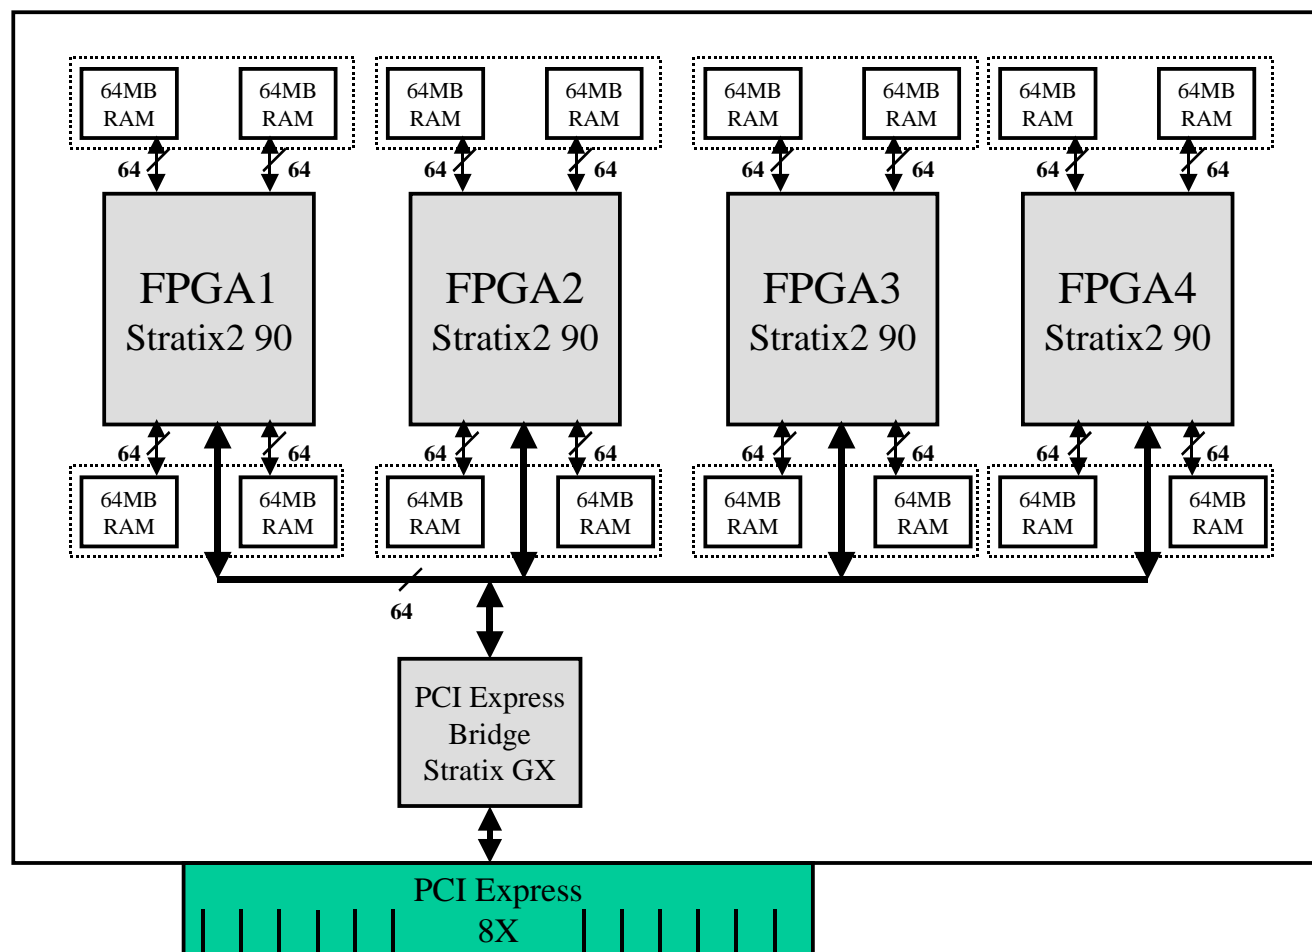 64MB
RAM
64MB
RAM
64MB
RAM
64MB
RAM
64MB
RAM
64MB
RAM
64MB
RAM
64MB
RAM
64
64
64
64
64
64
64
64
FPGA1
Stratix2 90
FPGA2
Stratix2 90
FPGA3
Stratix2 90
FPGA4
Stratix2 90
64
64
64
64
64
64
64
64
64MB
RAM
64MB
RAM
64MB
RAM
64MB
RAM
64MB
RAM
64MB
RAM
64MB
RAM
64MB
RAM
64
PCI Express
Bridge
Stratix GX
PCI Express
8X